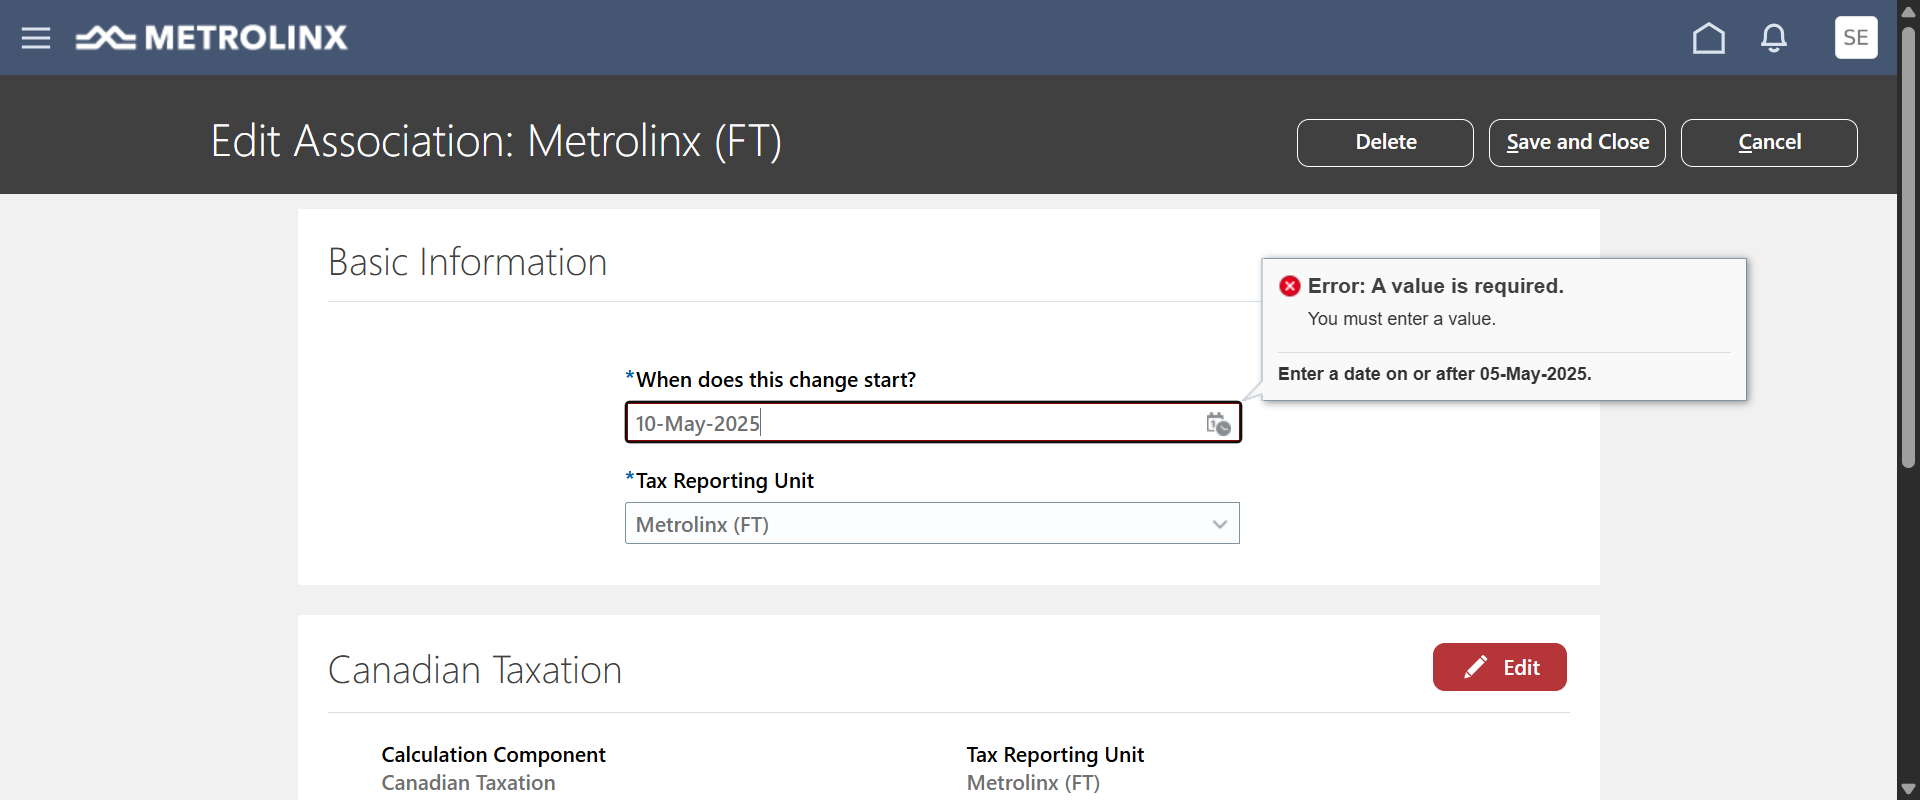 METROLINX
SE
Edit Association: Metrolinx (FT)
Delete
Save and Close
Cancel
Basic Information
Error: A value is required.
You must enter a value.
Enter a date on or after 05-May-2025.
*When does this change start?
10-May-2025
*Tax Reporting Unit
Metrolinx (FT)
Canadian Taxation
Edit
Calculation Component
Canadian Taxation
Tax Reporting Unit
Metrolinx (FT)